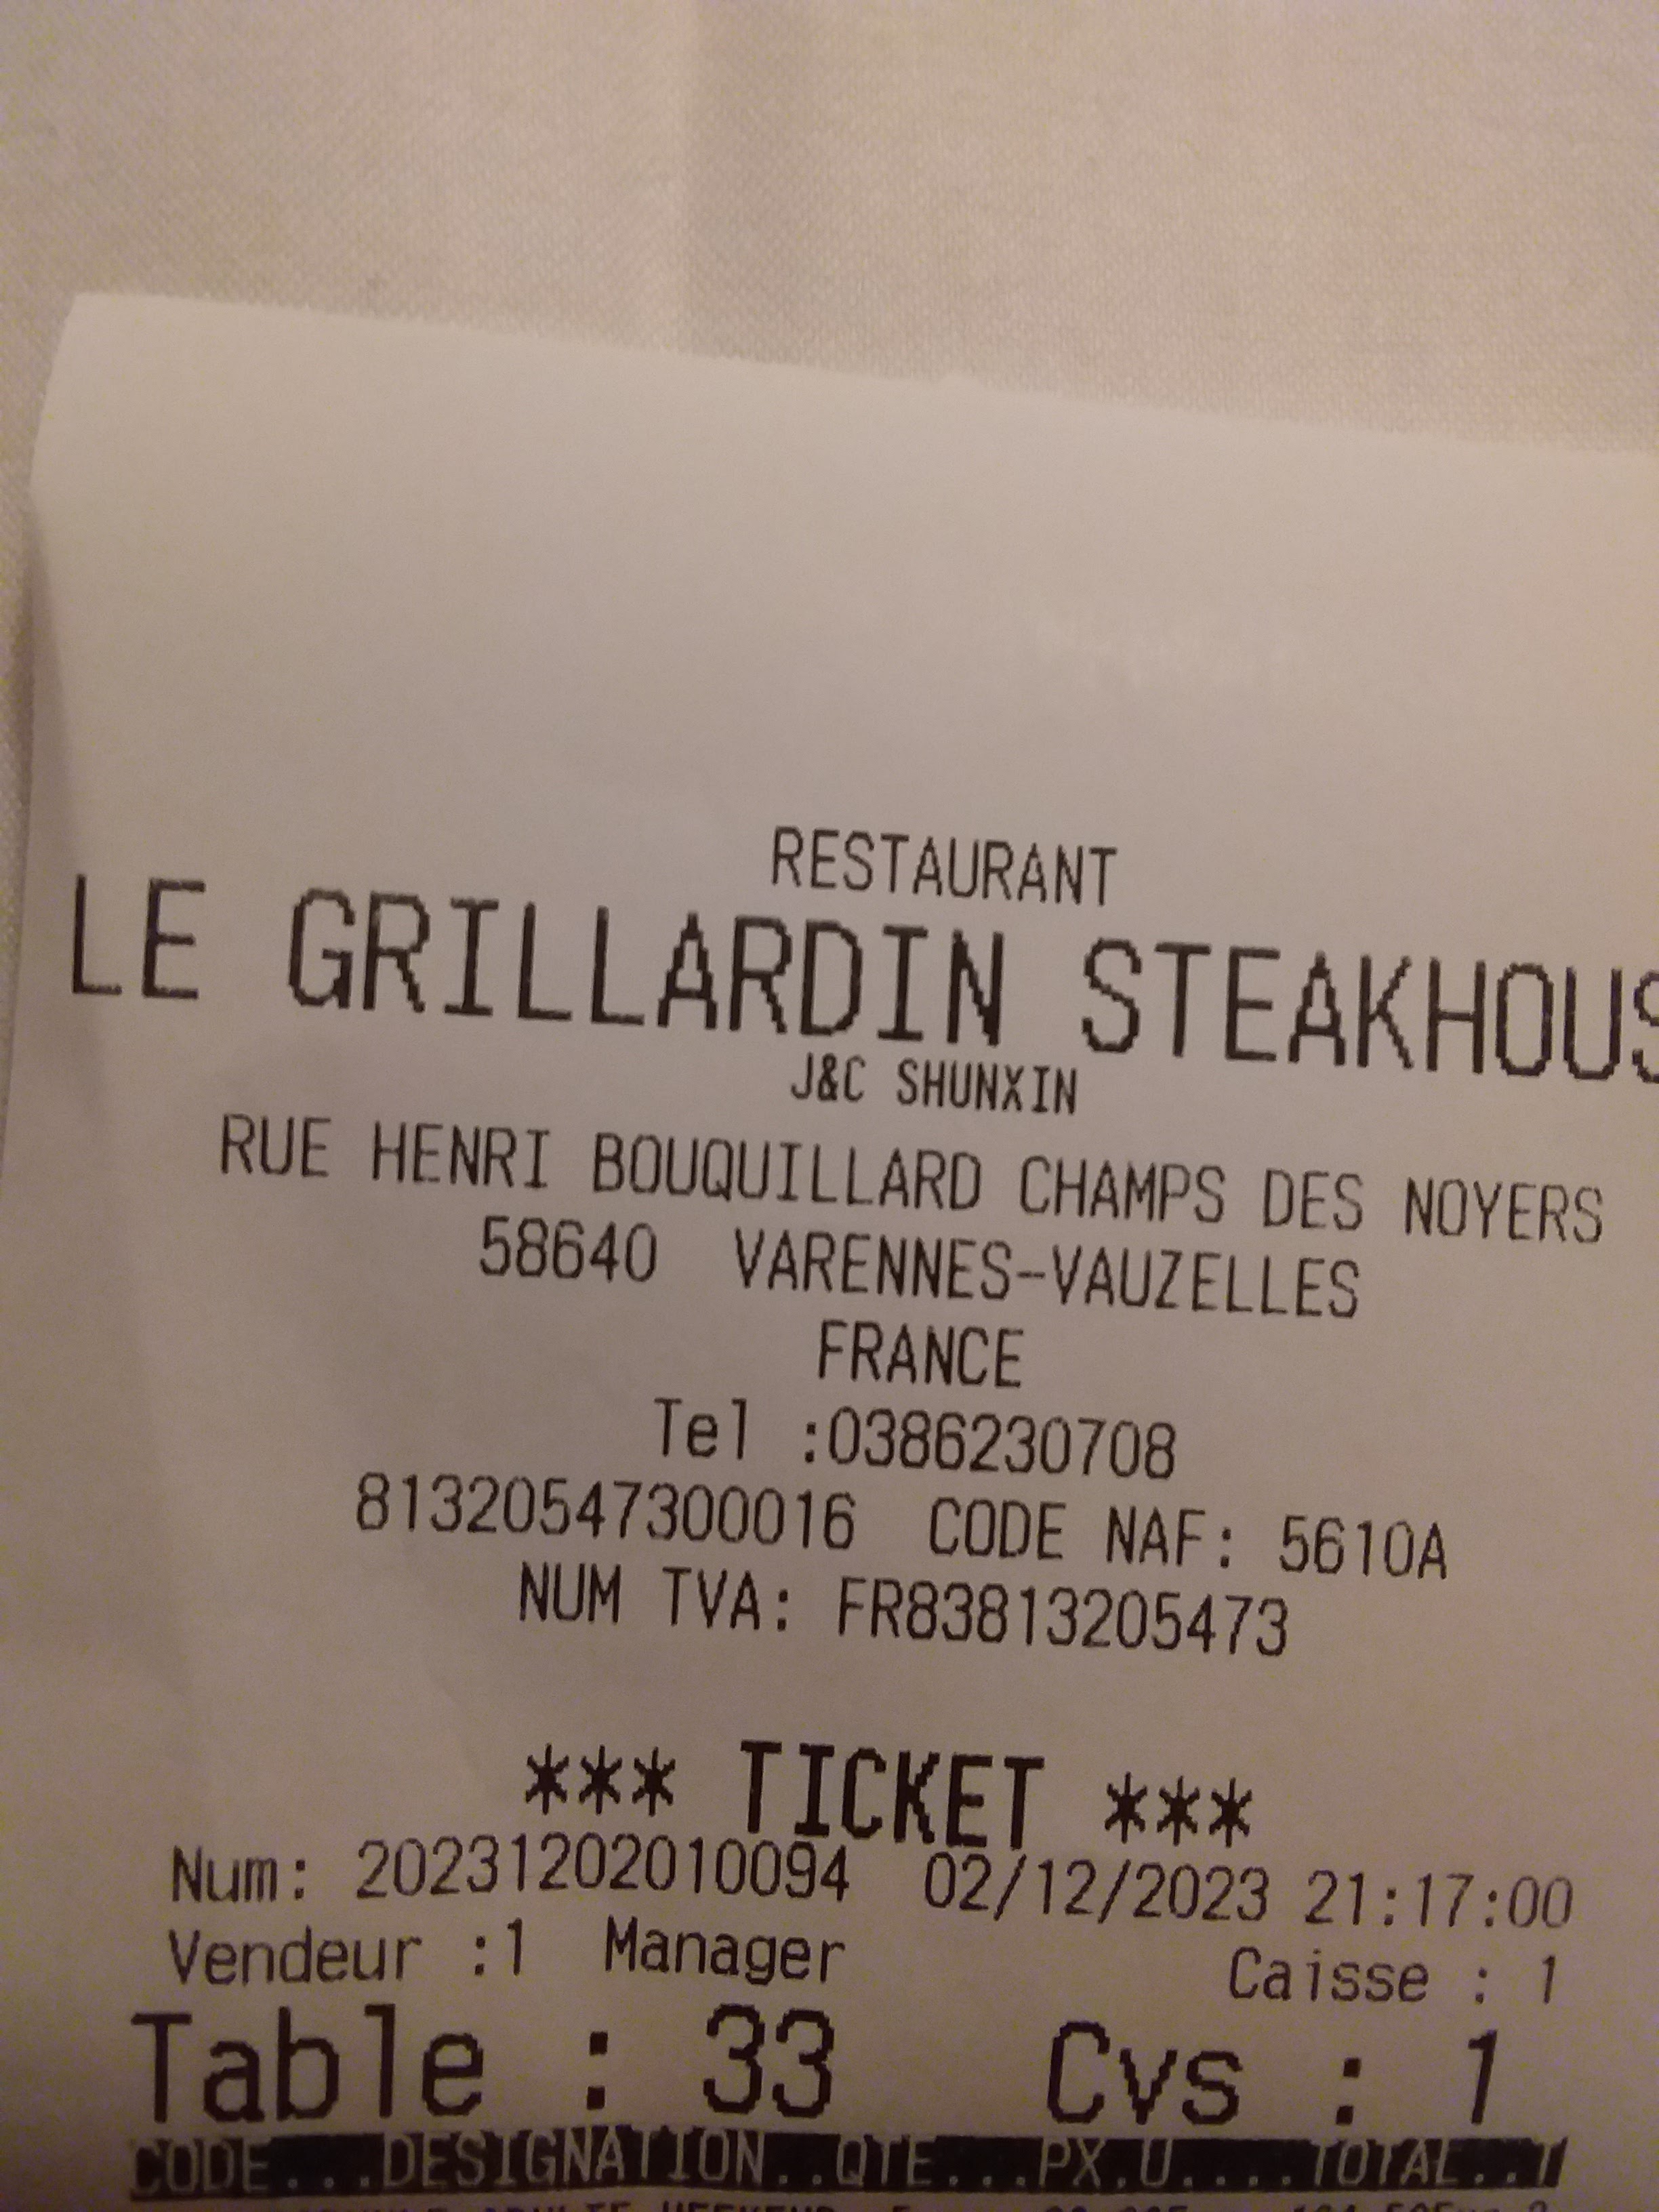 RESTAURANT
LE GRILLARDIN STEAKHOUS
J&C SHUNXIN
RUE HENRI BOUQUILLARD CHAMPS DES NOYERS
58640 VARENNES-VAUZELLES
FRANCE
Tel :0386230708
81320547300016 CODE NAF: 5610A
NUM TVA: FR83813205473
*** TICKET ***
Num: 20231202010094 02/12/2023 21:17:00
Vendeur :1 Manager Caisse : 1
Table : 33 Cvs : 1
CODE...DESIGNATION..QTE...PX.U....TOTAL..T